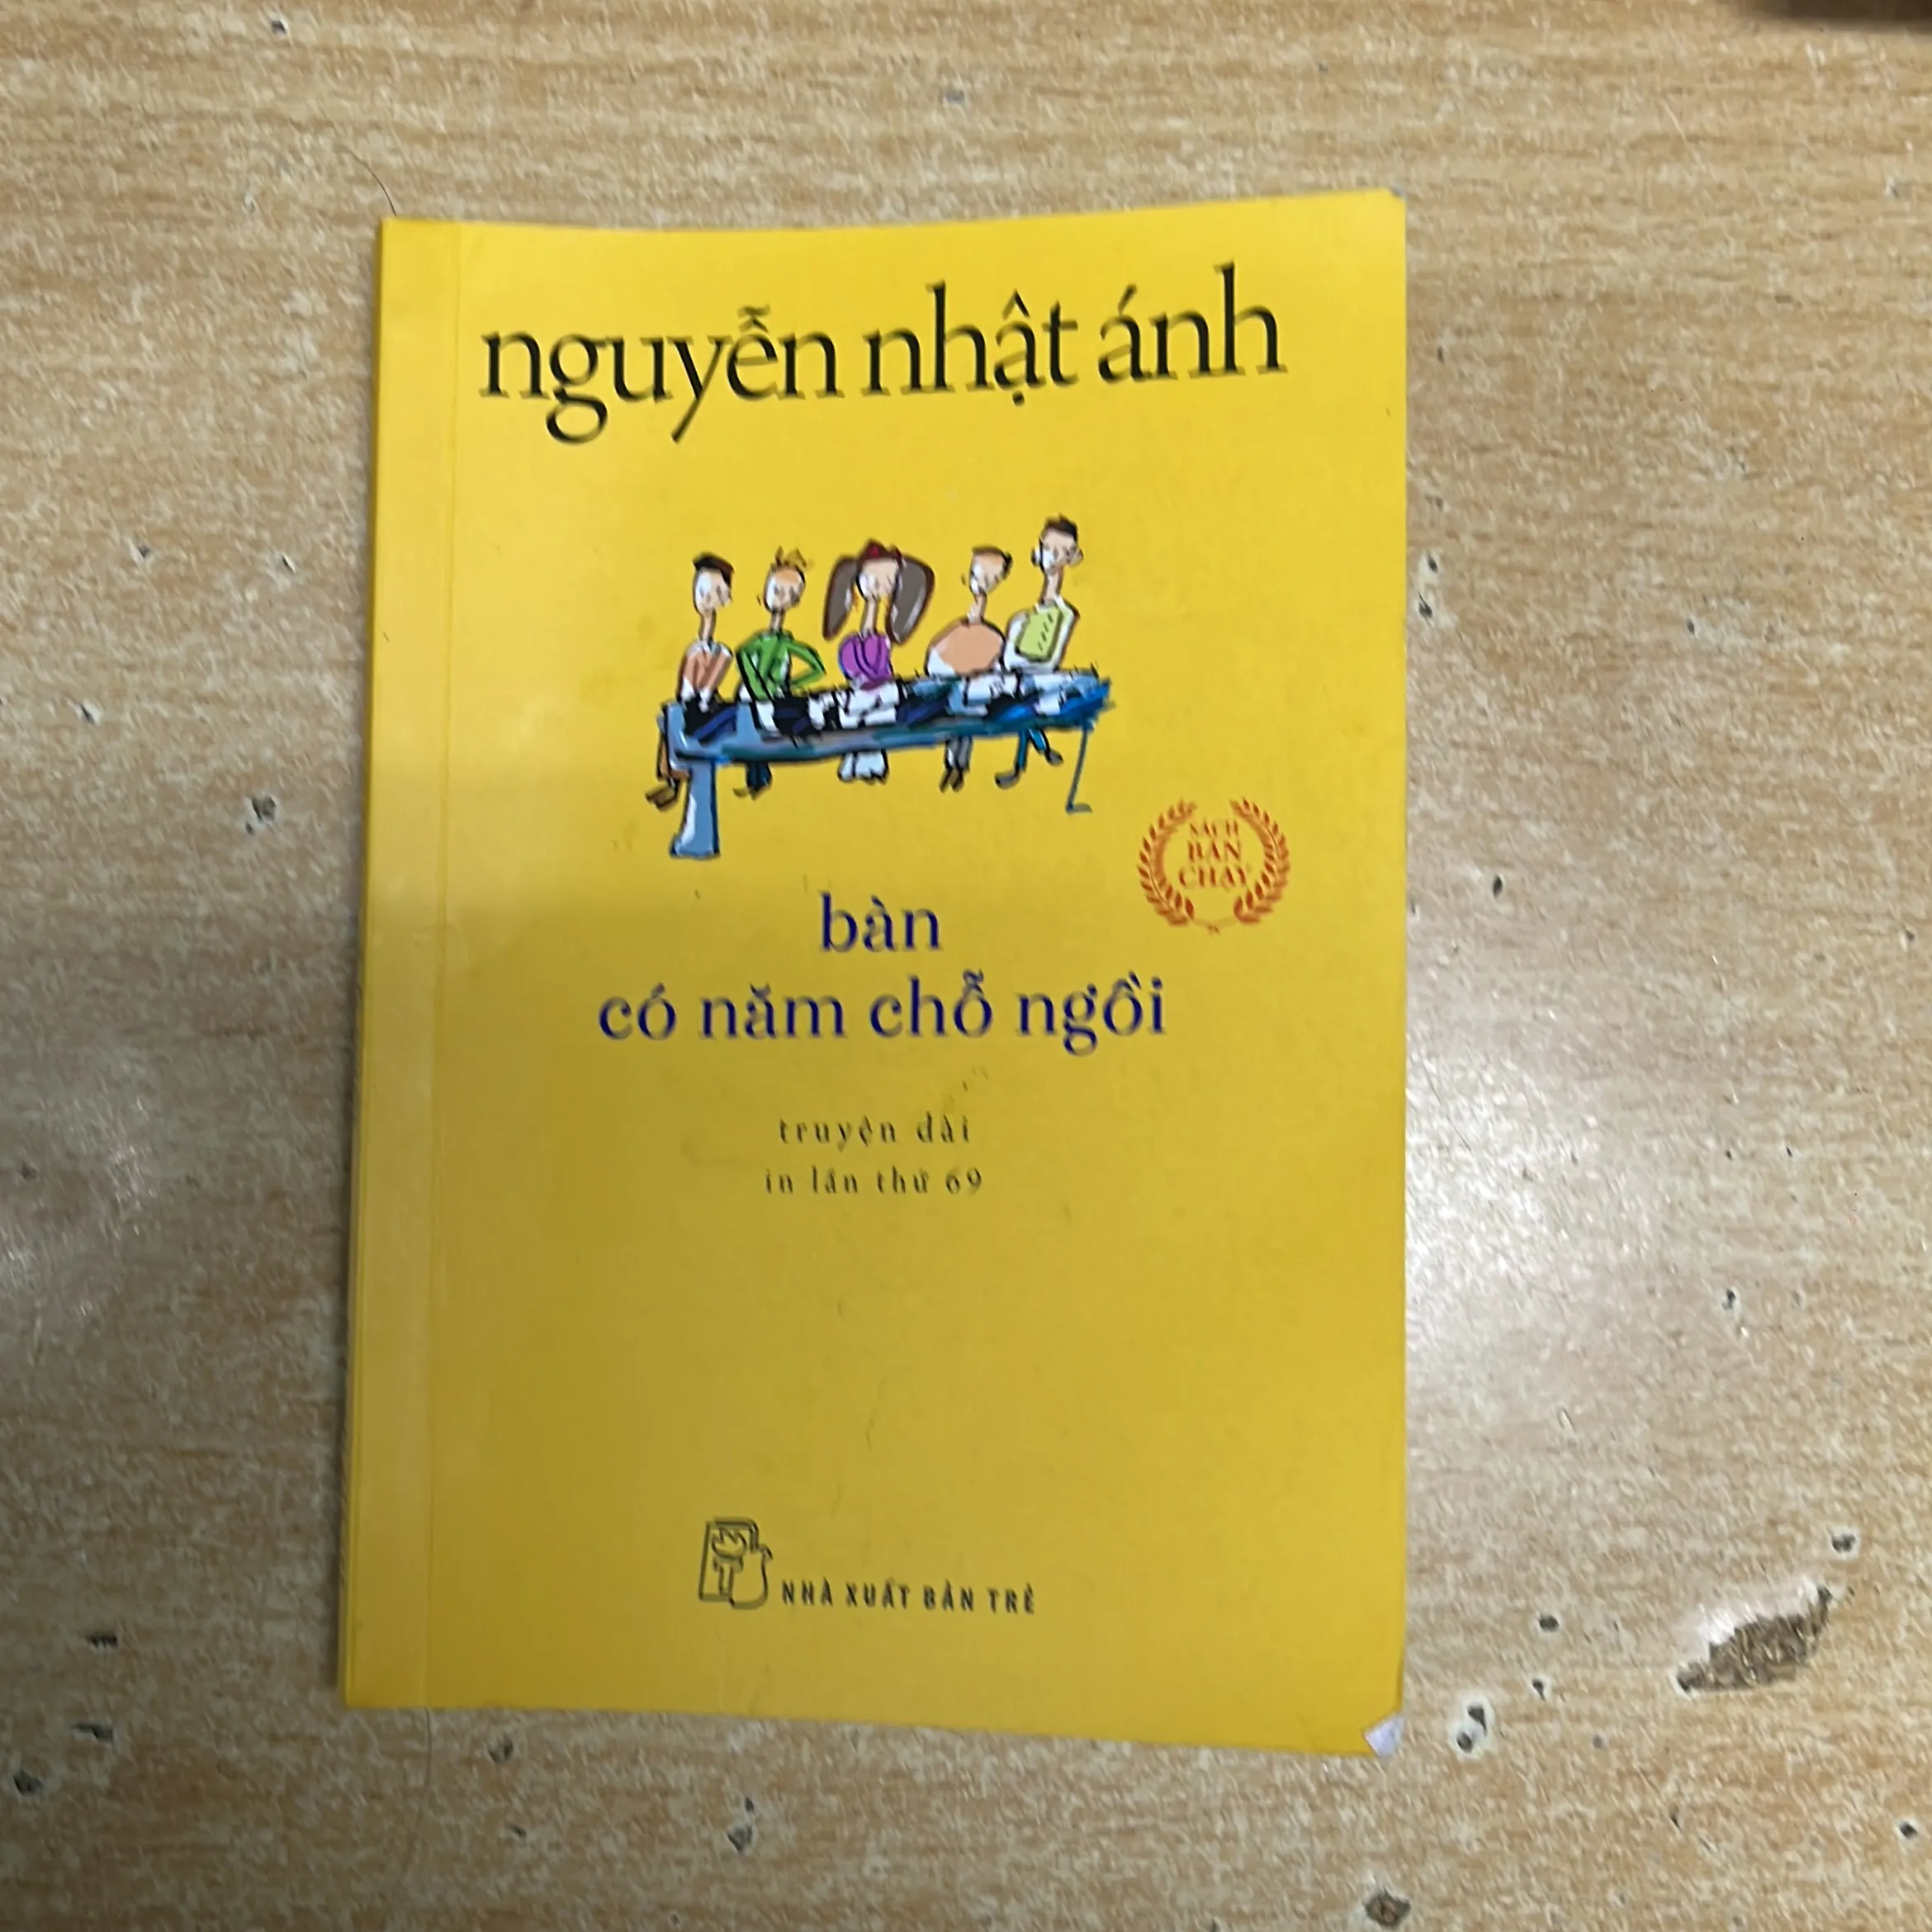 nguyễn nhật ánh
SÁCH
BÁN
CHẠY
bàn
có năm chỗ ngồi
truyện dài
in lần thứ 69
NHÀ XUẤT BẢN TRẺ